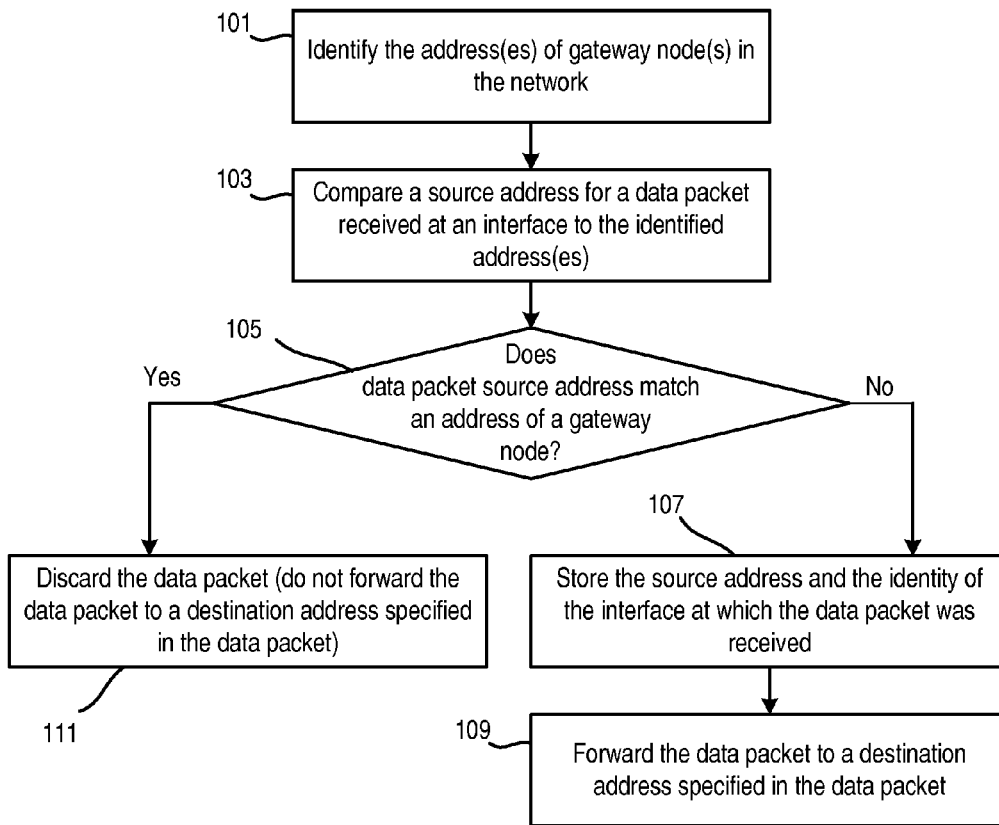 101
Identify the address(es) of gateway node(s) in
the network
103
Compare a source address for a data packet
received at an interface to the identified
address(es)
105
Does
data packet source address match
an address of a gateway
node?
Yes
No
107
Discard the data packet (do not forward the
data packet to a destination address specified
in the data packet)
111
Store the source address and the identity of
the interface at which the data packet was
received
109
Forward the data packet to a destination
address specified in the data packet